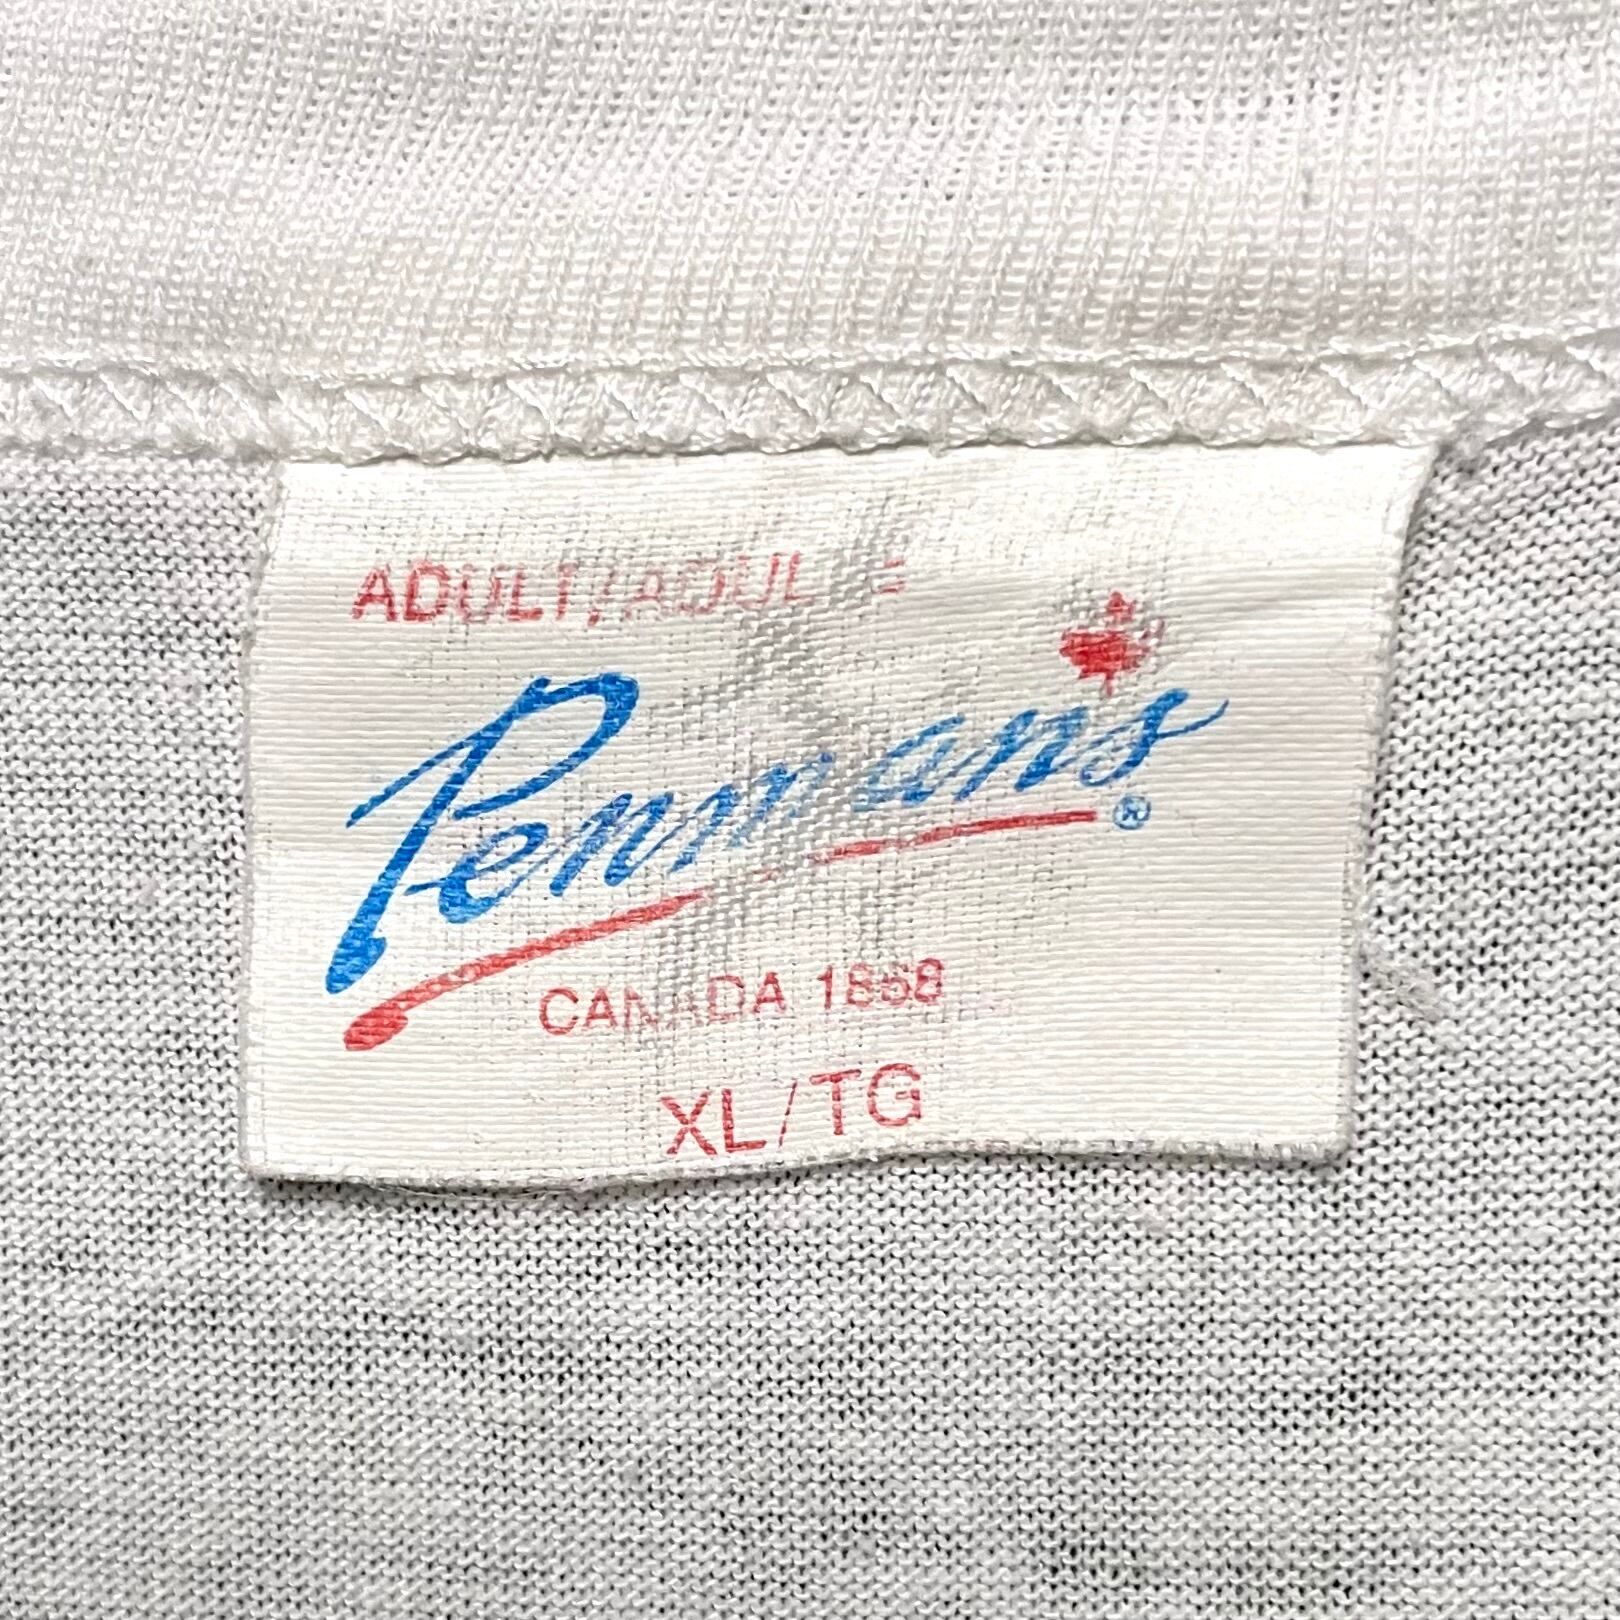 ADULT/ADULTE
Penmans®
CANADA 1868
XL/TG